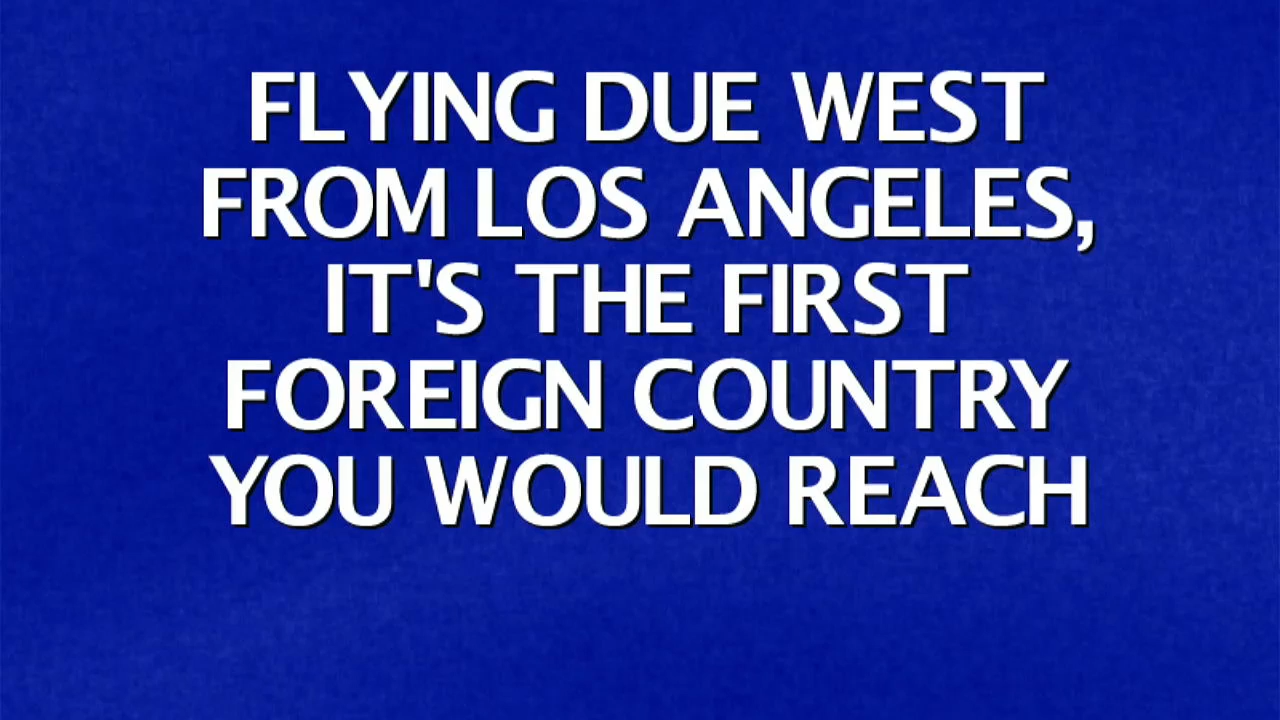 FLYING DUE WEST
FROM LOS ANGELES,
IT'S THE FIRST
FOREIGN COUNTRY
YOU WOULD REACH